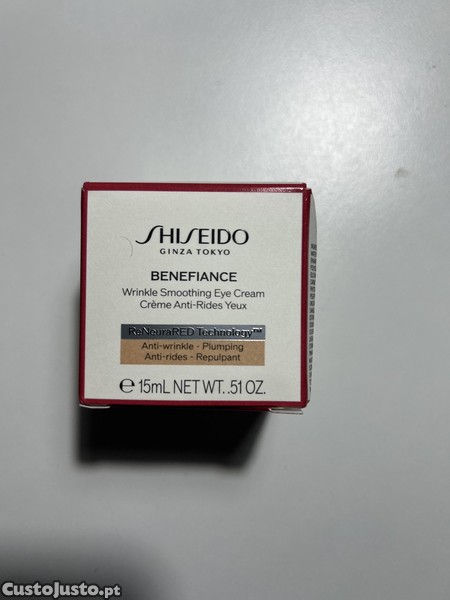 SHISEIDO
GINZA TOKYO
BENEFIANCE
Wrinkle Smoothing Eye Cream
Crème Anti-Rides Yeux
ReNeuraRED Technology™
Anti-wrinkle - Plumping
Anti-rides - Repulpant
℮ 15mL NET WT. .51 OZ.
CustoJusto.pt